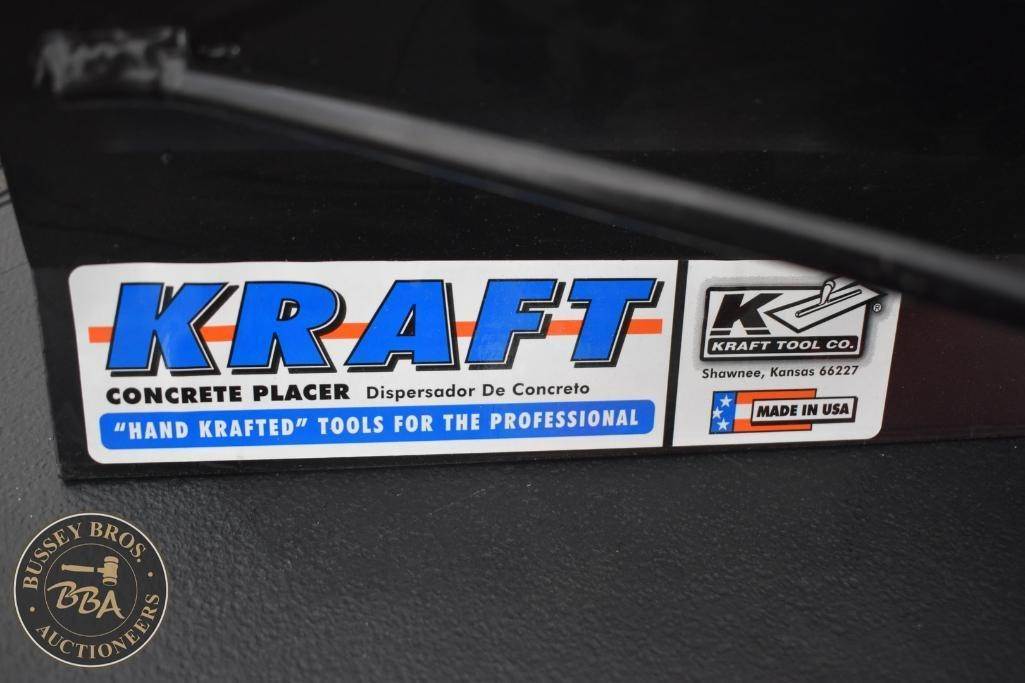 KRAFT
CONCRETE PLACER Dispersador De Concreto
"HAND KRAFTED" TOOLS FOR THE PROFESSIONAL
K
KRAFT TOOL CO.
®
Shawnee, Kansas 66227
MADE IN USA
BUSSEY BROS.
BBA
AUCTIONEERS